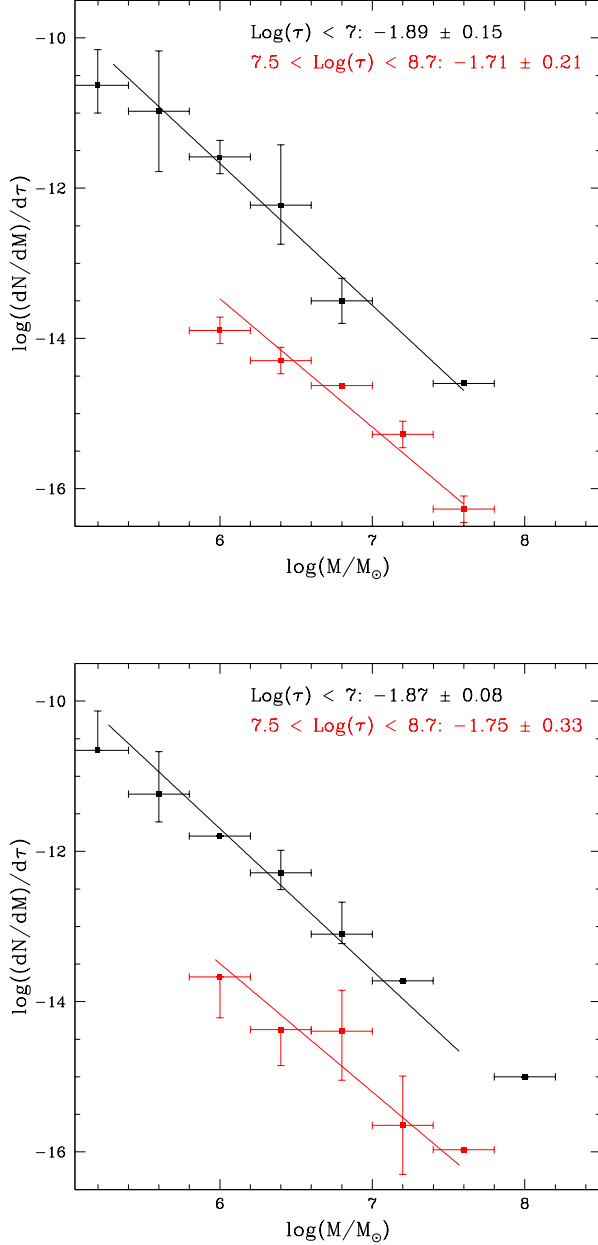 Log(τ) < 7: −1.89 ± 0.15
7.5 < Log(τ) < 8.7: −1.71 ± 0.21
−10
−12
−14
−16
log((dN/dM)/dτ)
6 7 8
log(M/M☉)
Log(τ) < 7: −1.87 ± 0.08
7.5 < Log(τ) < 8.7: −1.75 ± 0.33
−10
−12
−14
−16
log((dN/dM)/dτ)
6 7 8
log(M/M☉)